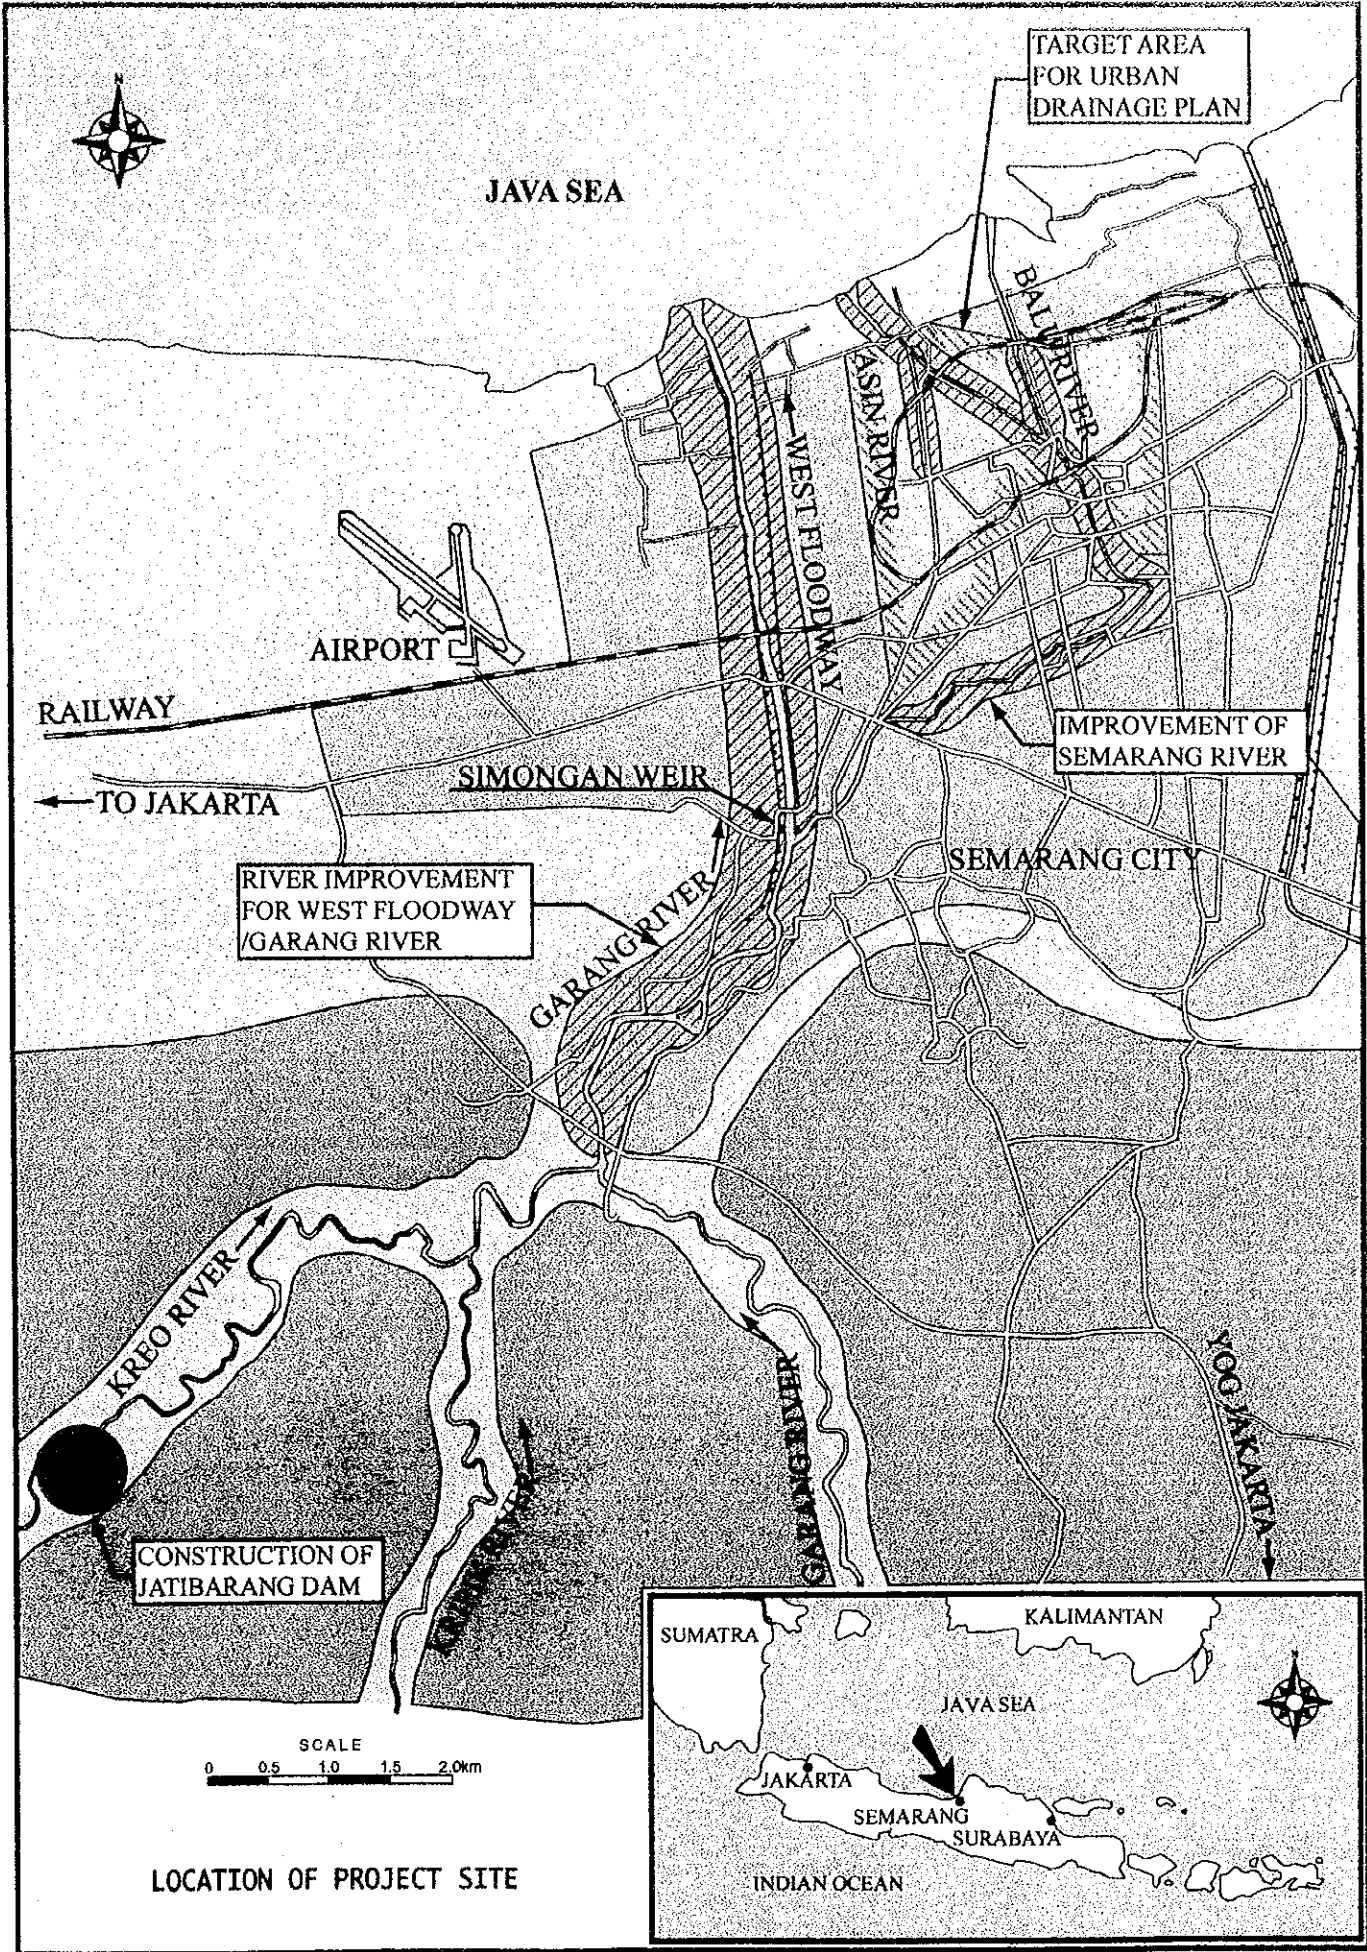 TARGET AREA
FOR URBAN
DRAINAGE PLAN
N
JAVA SEA
BALU RIVER
ASIN RIVER
WEST FLOODWAY
AIRPORT
RAILWAY
IMPROVEMENT OF
SEMARANG RIVER
SIMONGAN WEIR
TO JAKARTA
SEMARANG CITY
RIVER IMPROVEMENT
FOR WEST FLOODWAY
/GARANG RIVER
GARANG RIVER
KREO RIVER
GARANG RIVER
YOG JAKARTA
RIVER
CONSTRUCTION OF
JATIBARANG DAM
SCALE
0 0.5 1.0 1.5 2.0km
LOCATION OF PROJECT SITE
SUMATRA
KALIMANTAN
N
JAVA SEA
JAKARTA
SEMARANG
SURABAYA
INDIAN OCEAN